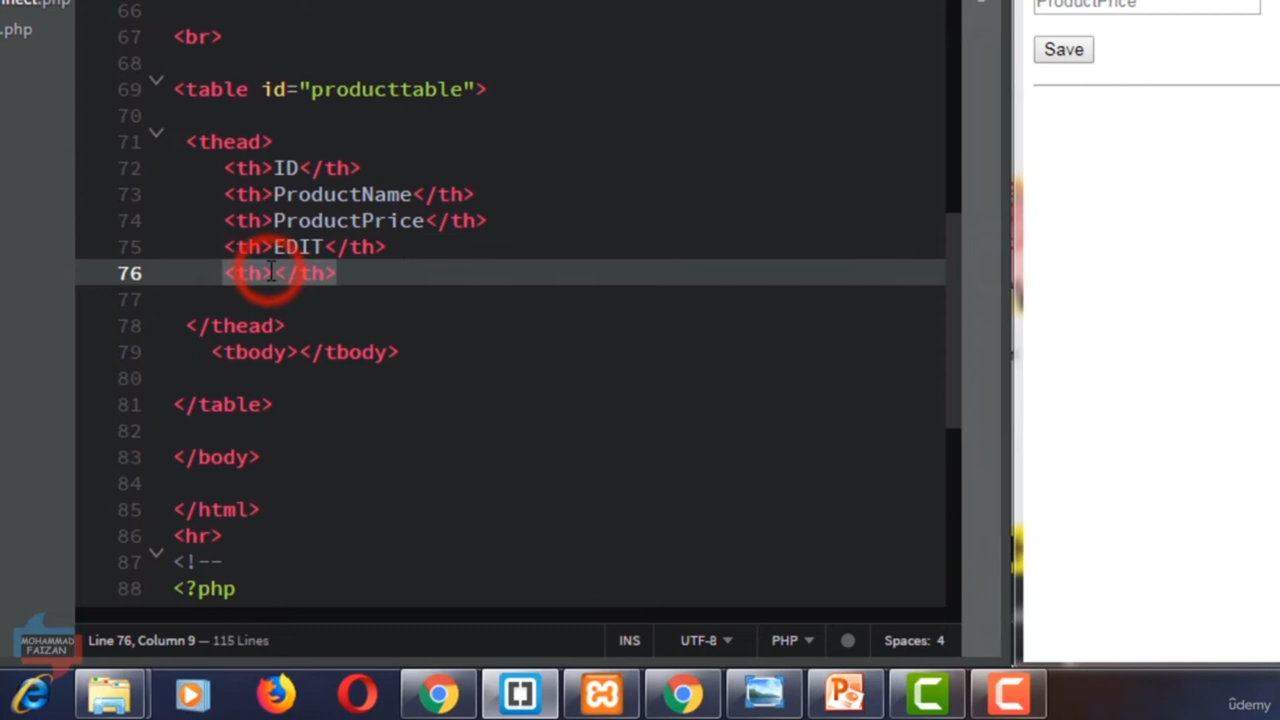 nnect.php
.php
66
67 <br>
68
69 <table id="producttable">
70
71 <thead>
72 <th>ID</th>
73 <th>ProductName</th>
74 <th>ProductPrice</th>
75 <th>EDIT</th>
76 <th></th>
77
78 </thead>
79 <tbody></tbody>
80
81 </table>
82
83 </body>
84
85 </html>
86 <hr>
87 <!--
88 <?php
ProductPrice
Save
Line 76, Column 9 — 115 Lines
INS
UTF-8
PHP
Spaces: 4
MOHAMMAD
FAIZAN
ûdemy